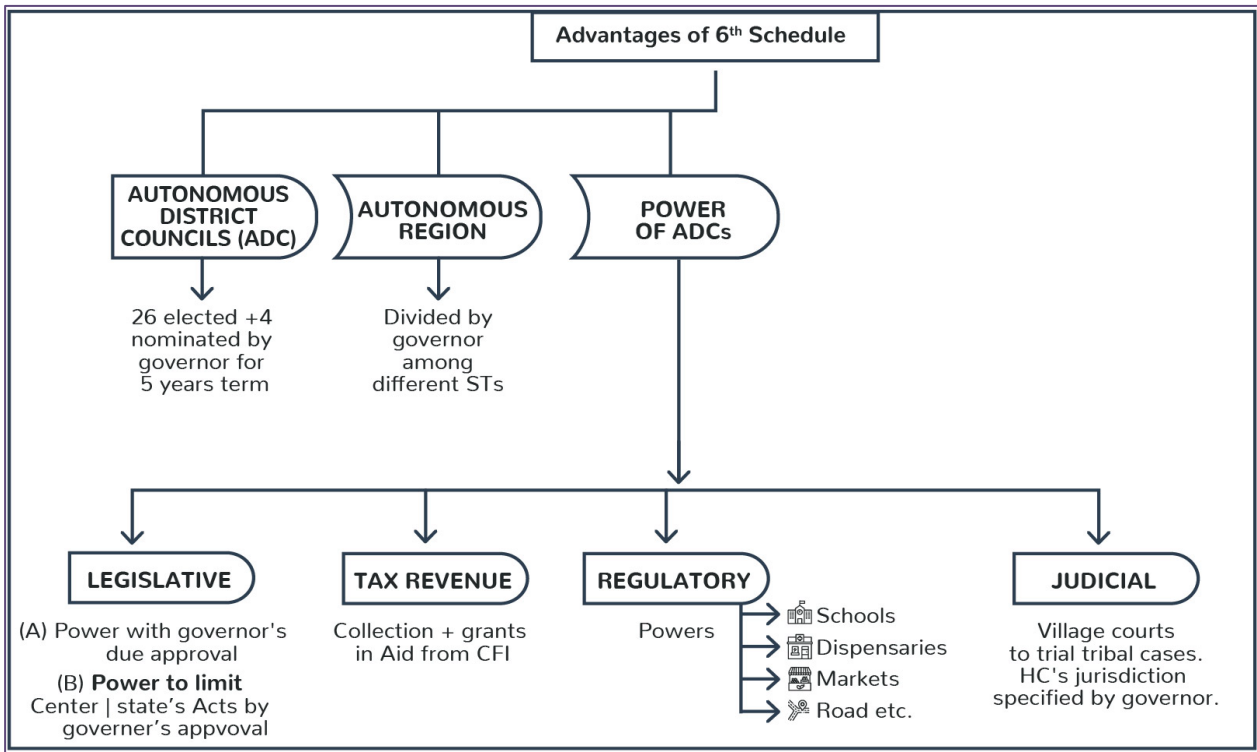 Advantages of 6th Schedule
AUTONOMOUS
DISTRICT
COUNCILS (ADC)
26 elected +4
nominated by
governor for
5 years term
AUTONOMOUS
REGION
Divided by
governor
among
different STs
POWER
OF ADCs
LEGISLATIVE
(A) Power with governor's
due approval
(B) Power to limit
Center | state's Acts by
governer's appvoval
TAX REVENUE
Collection + grants
in Aid from CFI
REGULATORY
Powers
Schools
Dispensaries
Markets
Road etc.
JUDICIAL
Village courts
to trial tribal cases.
HC's jurisdiction
specified by governor.